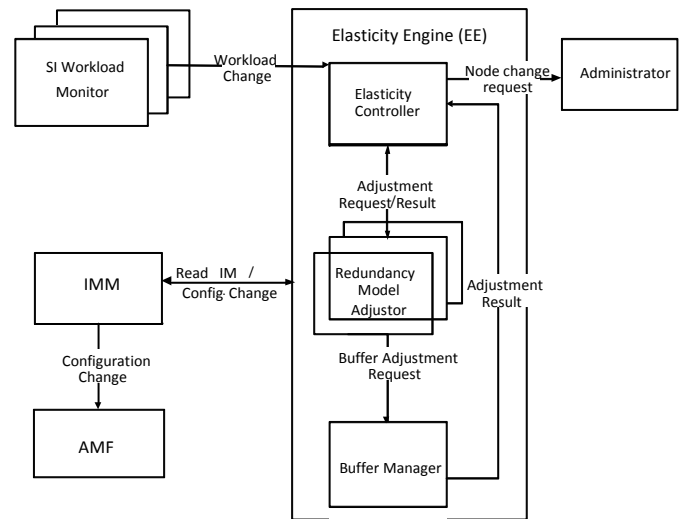 Elasticity Engine (EE)
SI Workload
Monitor
Workload
Change
Elasticity
Controller
Node change
request
Administrator
Adjustment
Request/Result
IMM
Read IM /
Config. Change
Redundancy
Model
Adjustor
Adjustment
Result
Configuration
Change
Buffer Adjustment
Request
AMF
Buffer Manager